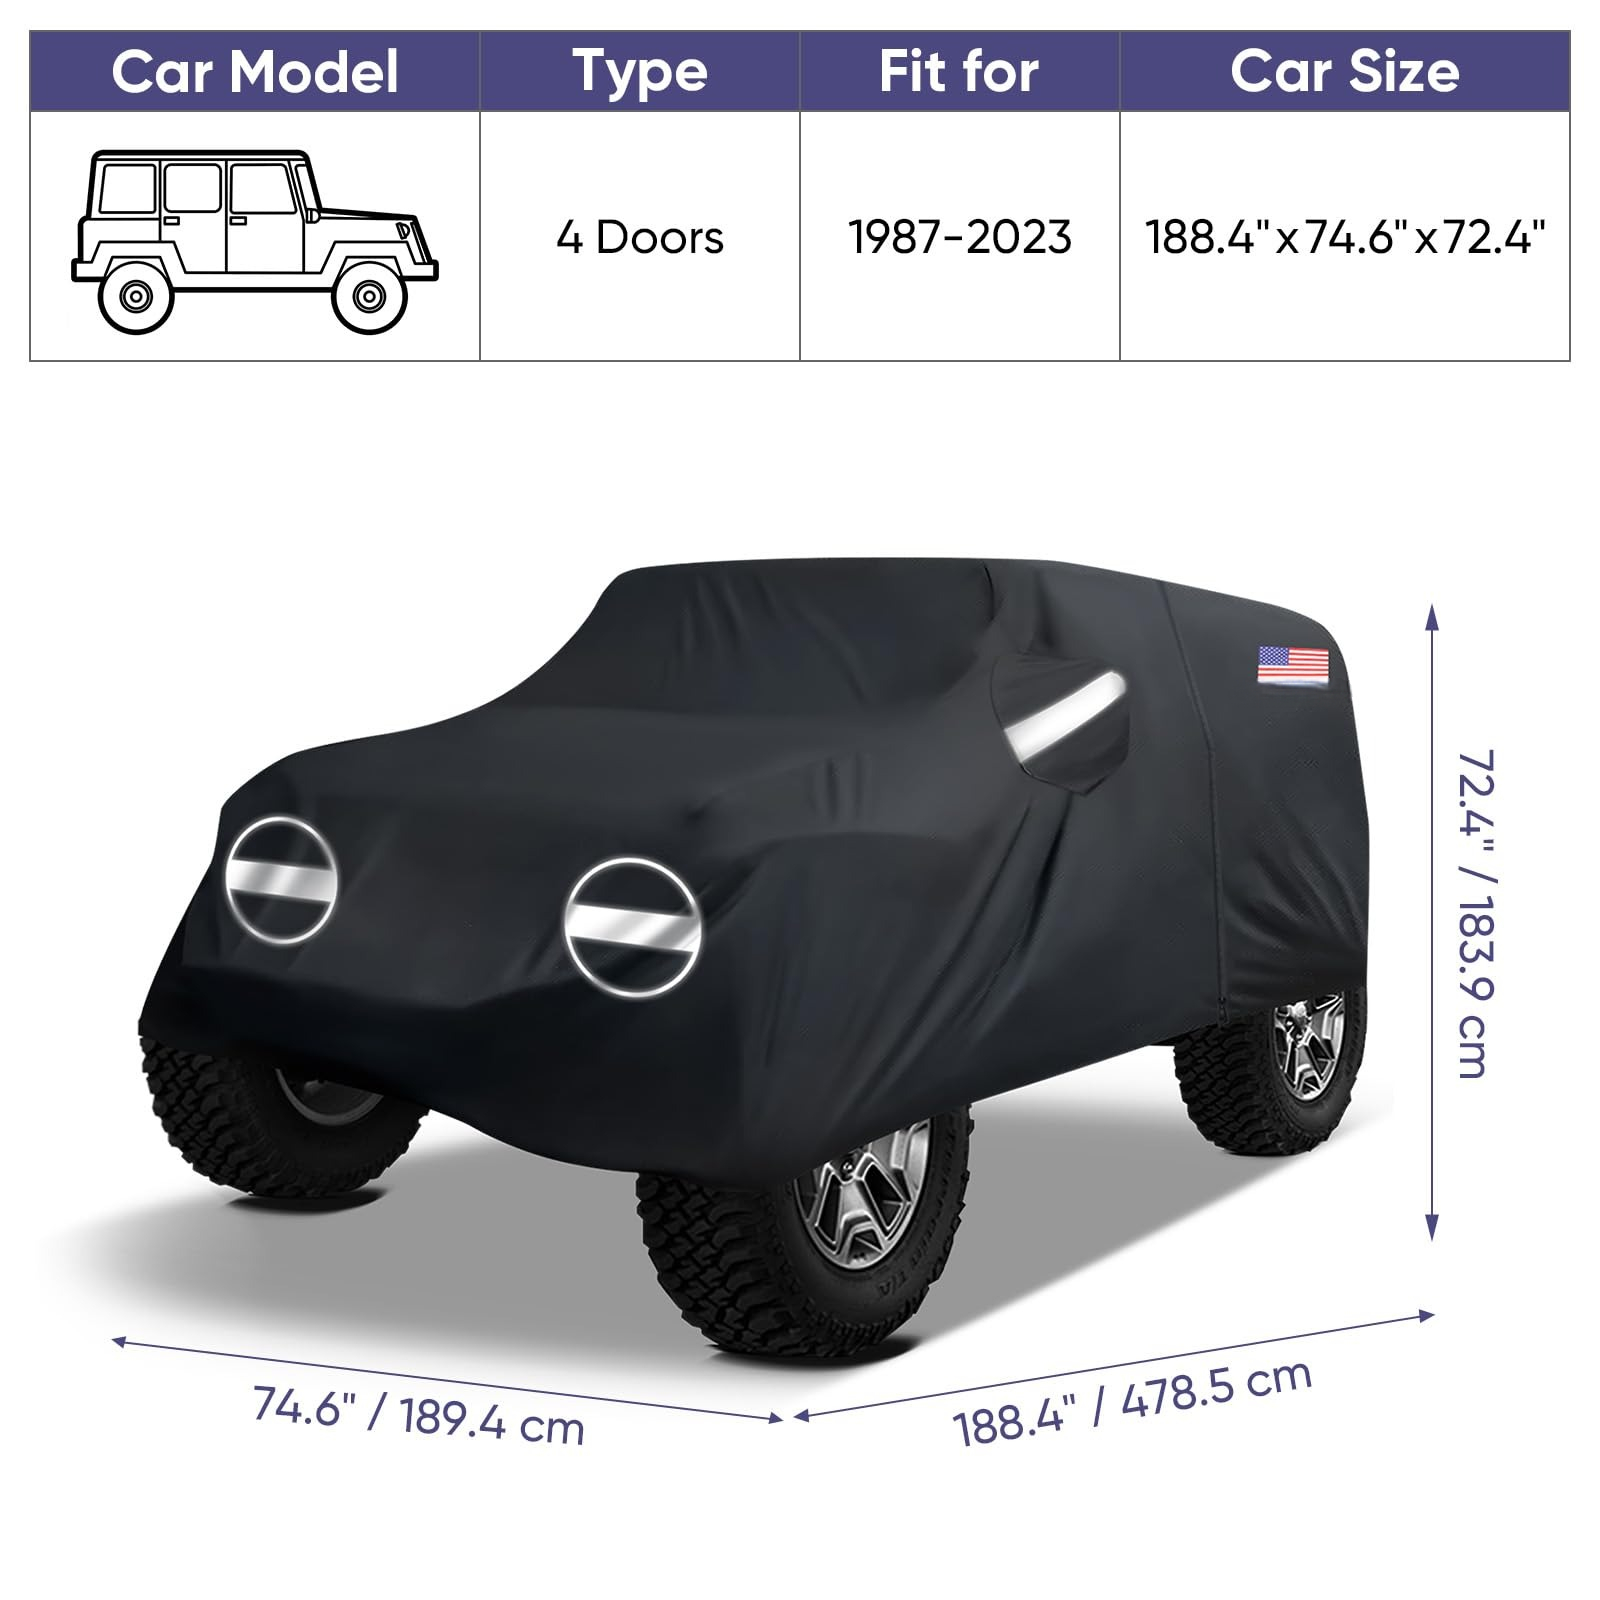 Car Model Type Fit for Car Size
4 Doors 1987-2023 188.4"x74.6"x72.4"
72.4" / 183.9 cm
74.6" / 189.4 cm
188.4" / 478.5 cm